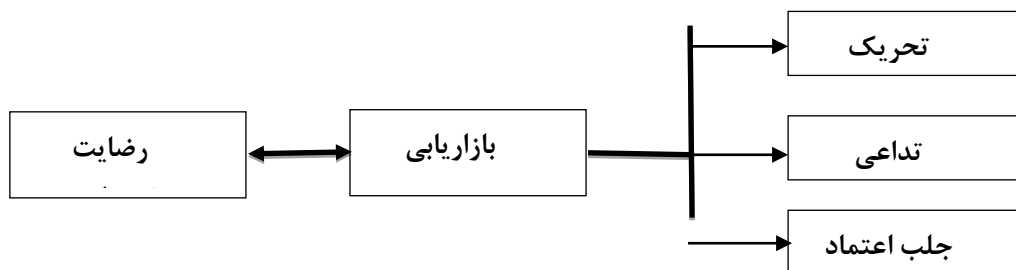 تحریک
تداعی
جلب اعتماد
بازاریابی
رضایت